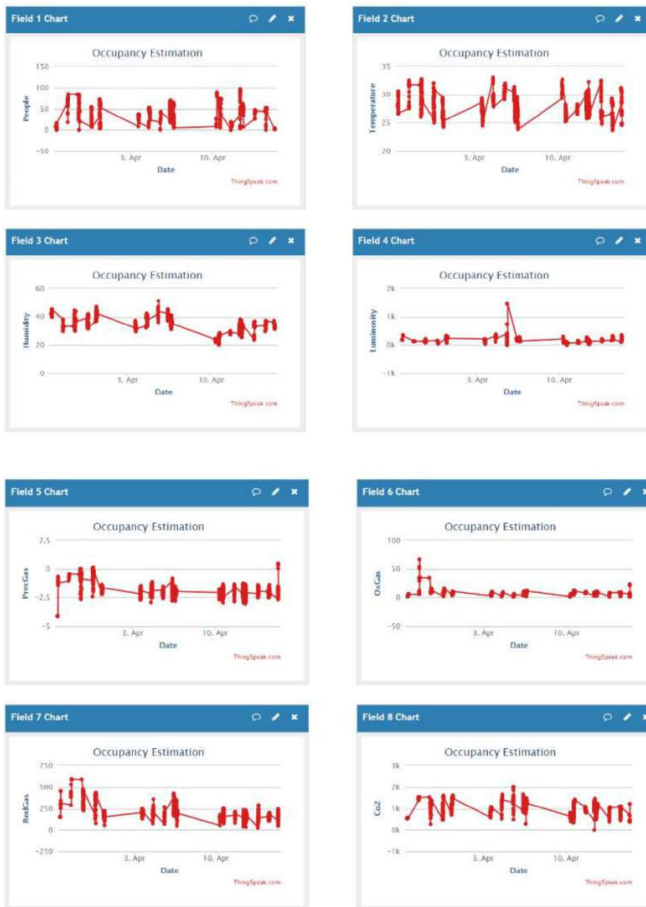 Field 1 Chart
Occupancy Estimation
150
100
50
0
-50
People
3. Apr
10. Apr
Date
ThingSpeak.com
Field 2 Chart
Occupancy Estimation
35
30
25
20
Temperature
3. Apr
10. Apr
Date
ThingSpeak.com
Field 3 Chart
Occupancy Estimation
60
40
20
0
Humidity
3. Apr
10. Apr
Date
ThingSpeak.com
Field 4 Chart
Occupancy Estimation
2k
1k
0k
-1k
Luminosity
3. Apr
10. Apr
Date
ThingSpeak.com
Field 5 Chart
Occupancy Estimation
2.5
0
-2.5
-5
PrecGas
3. Apr
10. Apr
Date
ThingSpeak.com
Field 6 Chart
Occupancy Estimation
100
50
0
-50
OxGas
3. Apr
10. Apr
Date
ThingSpeak.com
Field 7 Chart
Occupancy Estimation
750
500
250
0
-250
RedGas
3. Apr
10. Apr
Date
ThingSpeak.com
Field 8 Chart
Occupancy Estimation
3k
2k
1k
0k
-1k
Co2
3. Apr
10. Apr
Date
ThingSpeak.com